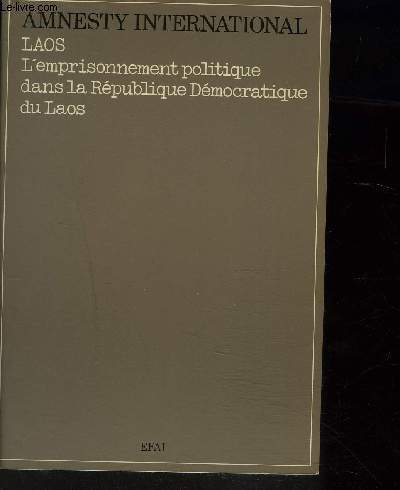 Le-livre.com
AMNESTY INTERNATIONAL
LAOS
L'emprisonnement politique
dans la République Démocratique
du Laos
EFAI